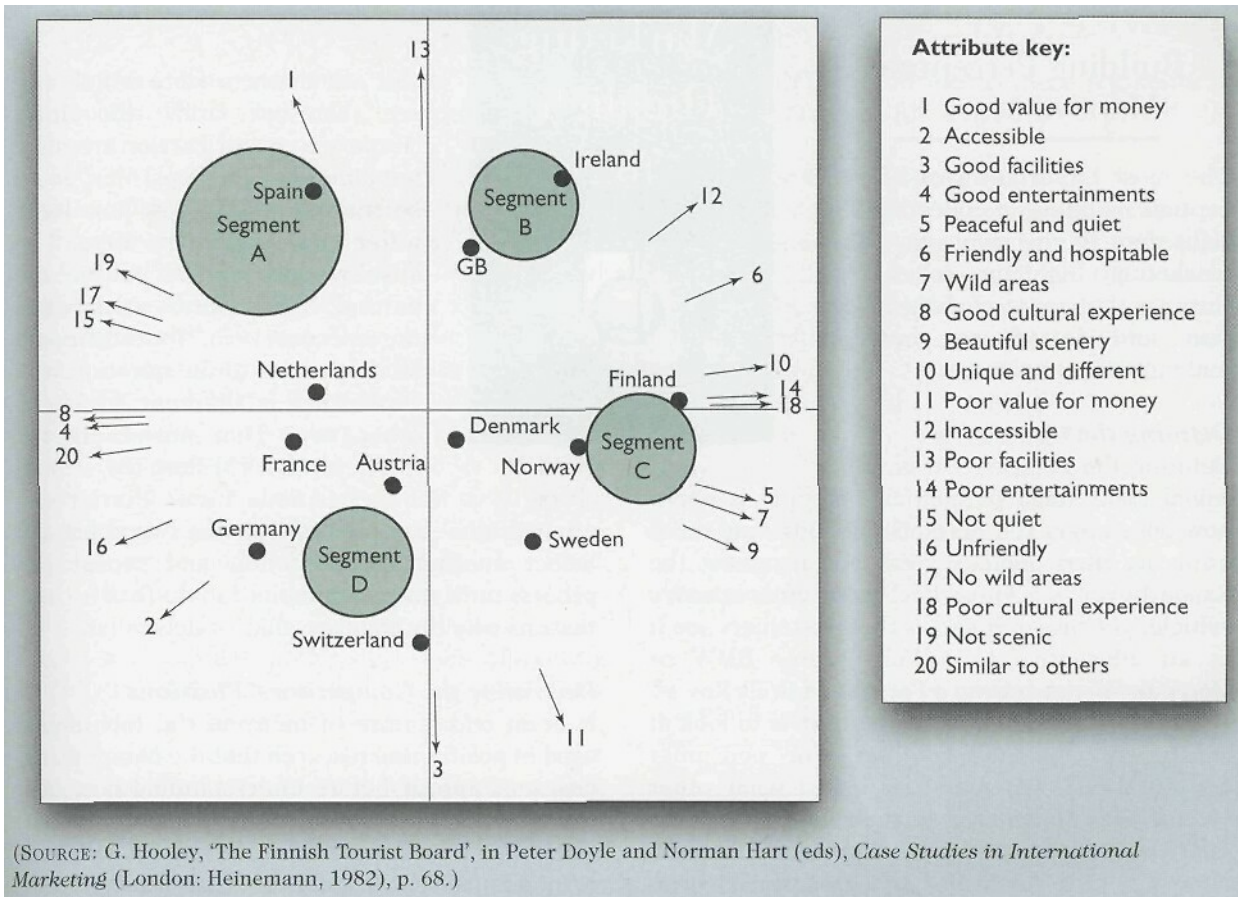 13
1
Ireland
Spain
Segment
A
Segment
B
12
GB
19
6
17
15
Netherlands
Finland
10
14
18
8
4
20
Denmark
Segment
C
France
Austria
Norway
5
7
Germany
16
Segment
D
Sweden
9
2
Switzerland
11
3
Attribute key:
1 Good value for money
2 Accessible
3 Good facilities
4 Good entertainments
5 Peaceful and quiet
6 Friendly and hospitable
7 Wild areas
8 Good cultural experience
9 Beautiful scenery
10 Unique and different
11 Poor value for money
12 Inaccessible
13 Poor facilities
14 Poor entertainments
15 Not quiet
16 Unfriendly
17 No wild areas
18 Poor cultural experience
19 Not scenic
20 Similar to others
(SOURCE: G. Hooley, ‘The Finnish Tourist Board’, in Peter Doyle and Norman Hart (eds), Case Studies in International
Marketing (London: Heinemann, 1982), p. 68.)